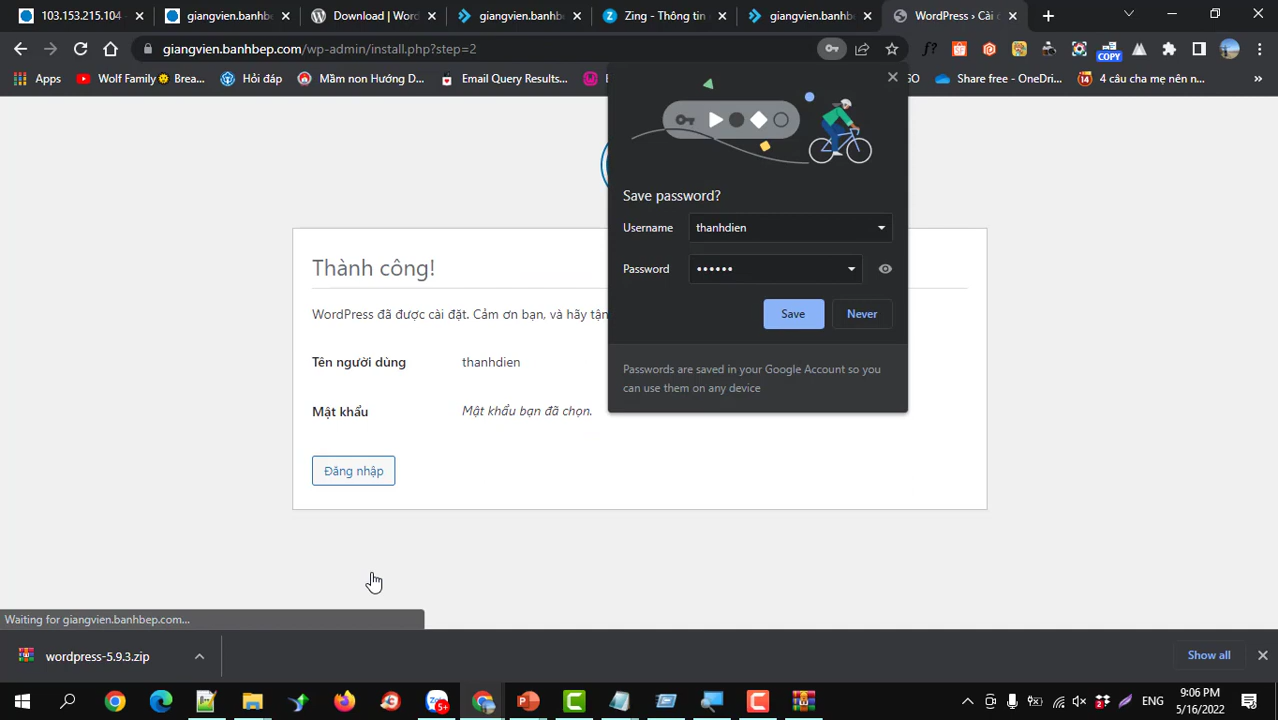 103.153.215.104
giangvien.banhbe
Download | Word
giangvien.banhbe
Zing - Thông tin
giangvien.banhbe
WordPress › Cài
giangvien.banhbep.com/wp-admin/install.php?step=2
f?
COPY
Apps
Wolf Family Brea...
Hỏi đáp
Mầm non Hướng D...
Email Query Results...
Share free - OneDri...
14
4 câu cha mẹ nên n...
»
Save password?
Username
thanhdien
Password
••••••
Save
Never
Passwords are saved in your Google Account so you
can use them on any device
Thành công!
WordPress đã được cài đặt. Cảm ơn bạn, và hãy tận
Tên người dùng
thanhdien
Mật khẩu
Mật khẩu bạn đã chọn.
Đăng nhập
Waiting for giangvien.banhbep.com...
wordpress-5.9.3.zip
Show all
5+
2
ENG
9:06 PM
5/16/2022